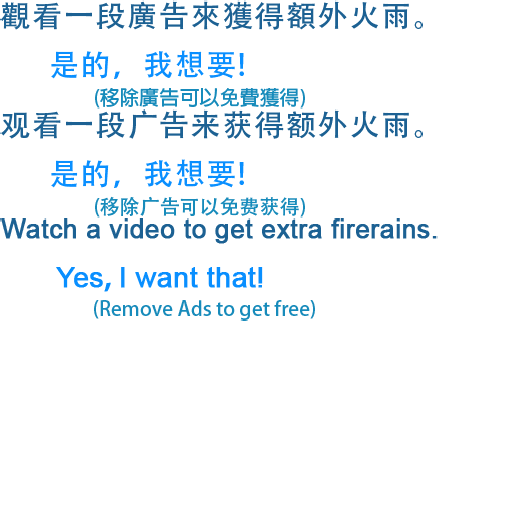 觀看一段廣告來獲得額外火雨。
是的，我想要!
(移除廣告可以免費獲得)
观看一段广告来获得额外火雨。
是的，我想要!
(移除广告可以免费获得)
Watch a video to get extra firerains.
Yes, I want that!
(Remove Ads to get free)